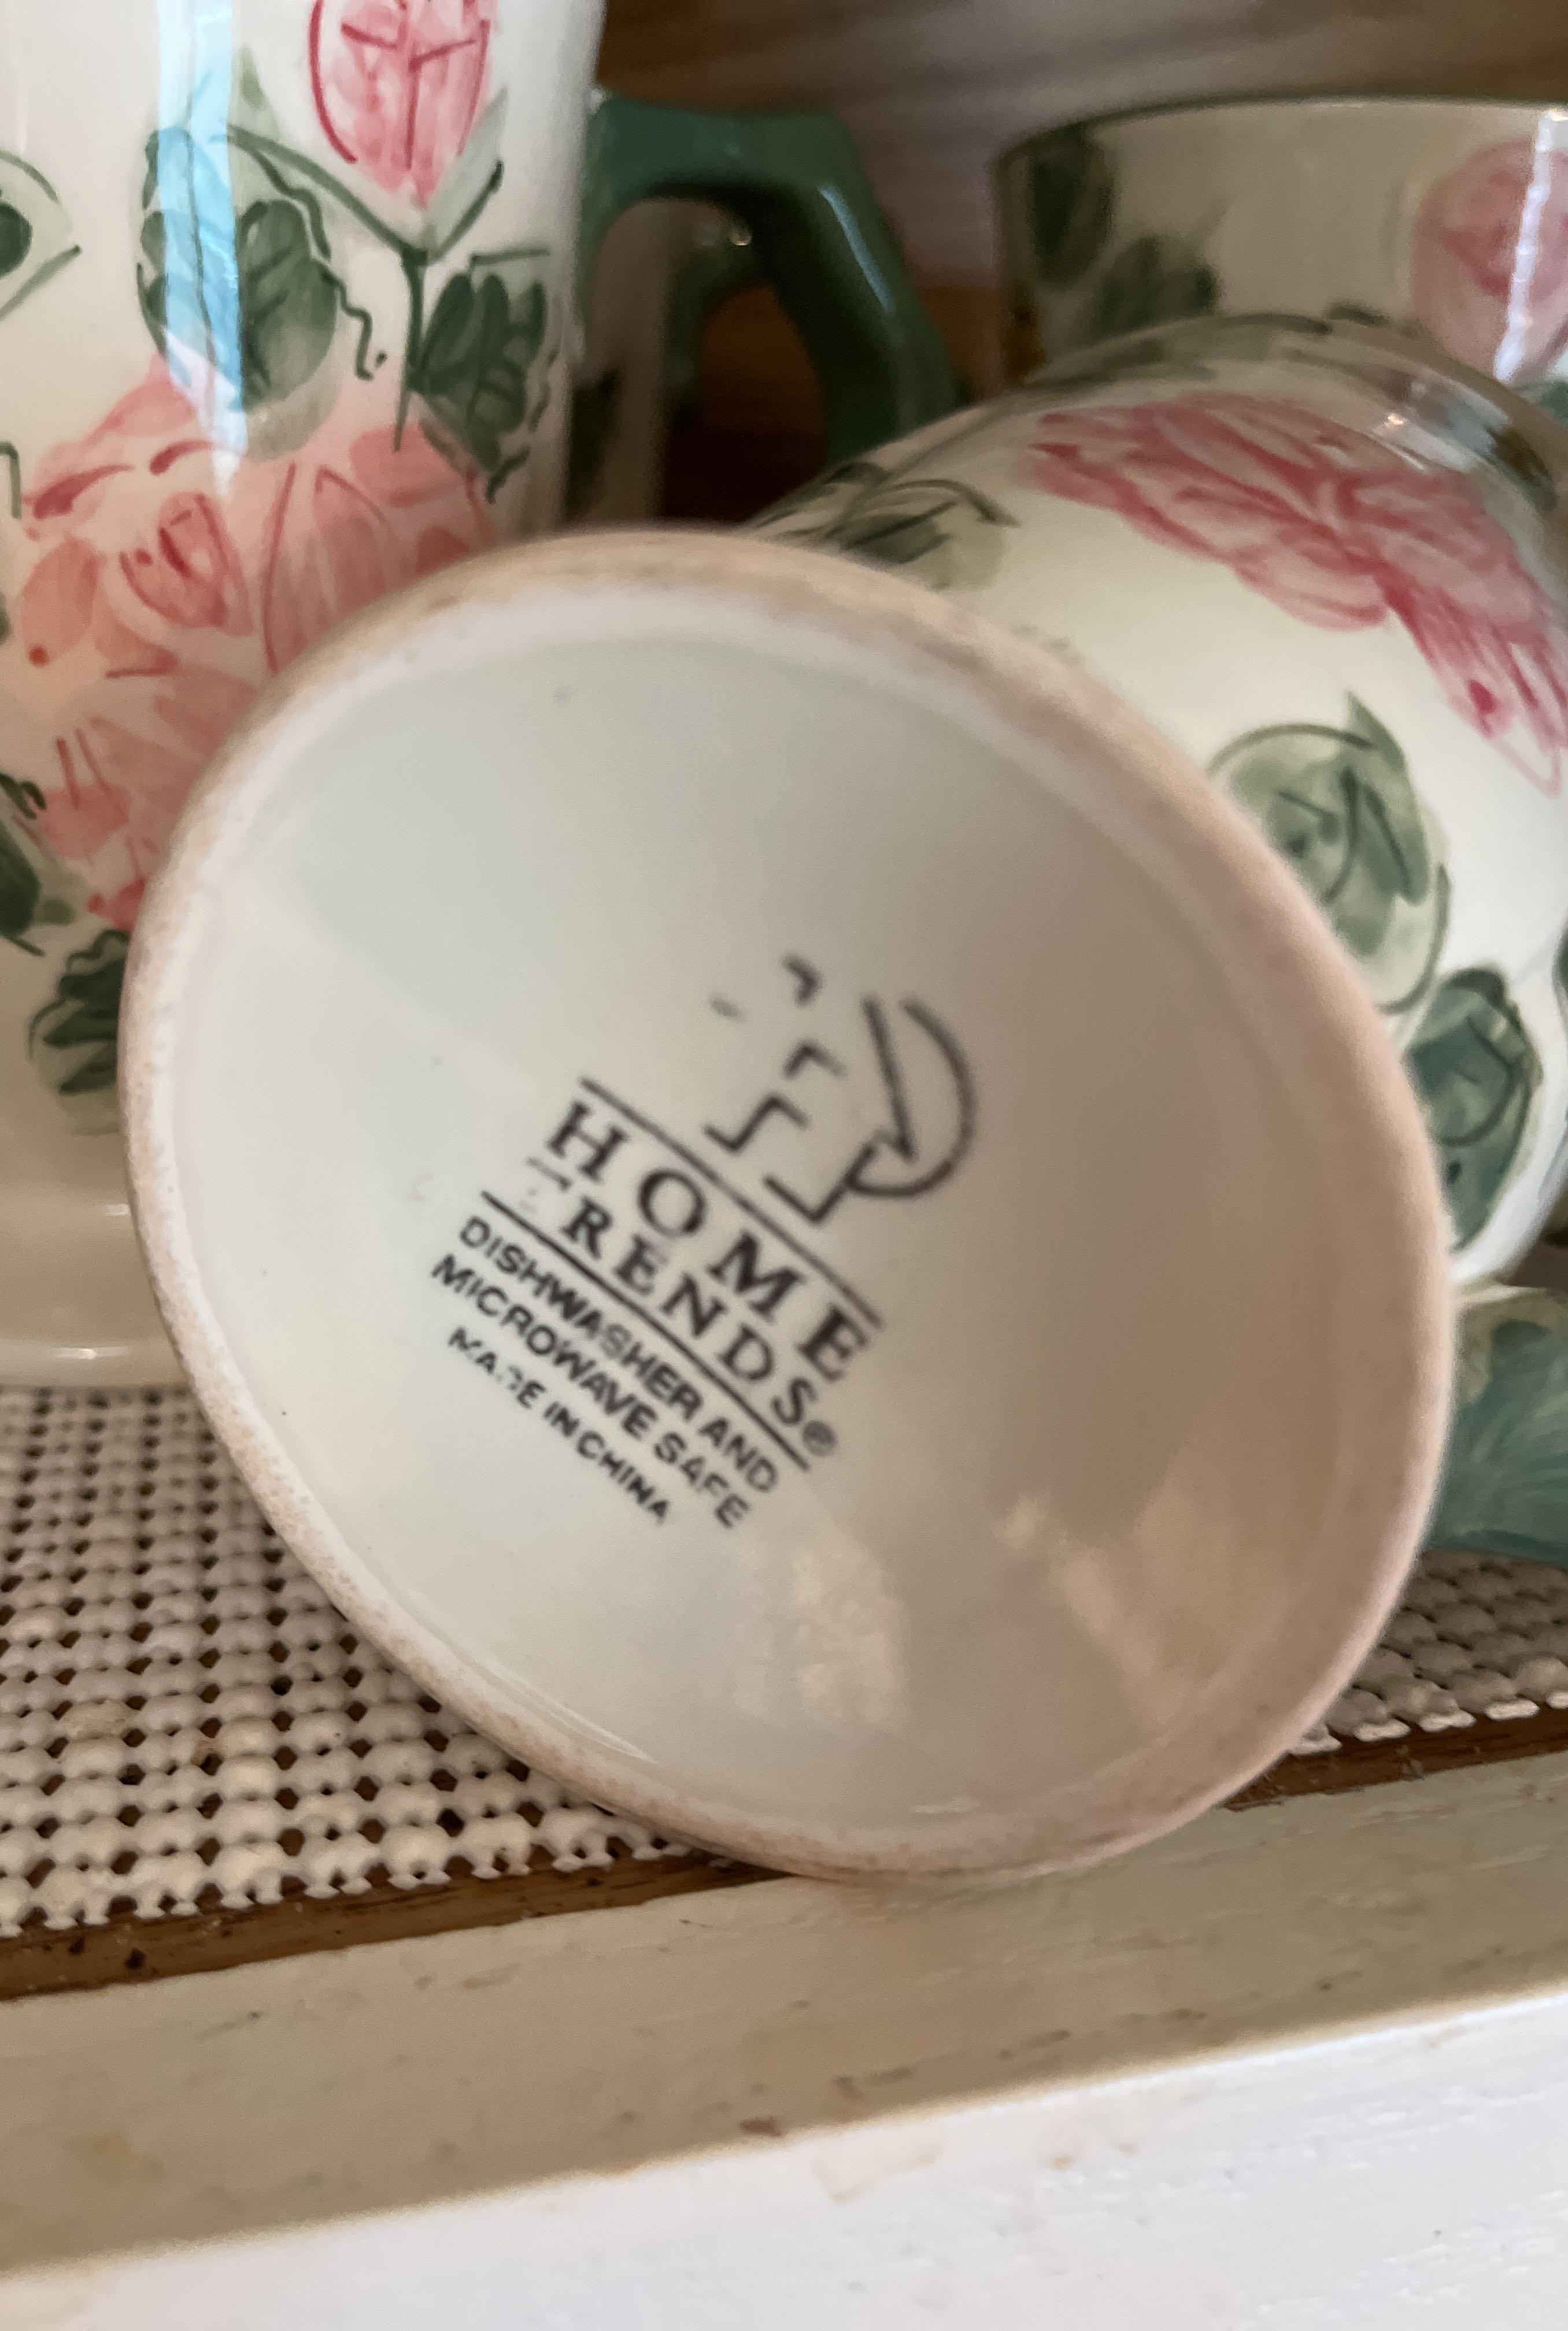 HOME
TRENDS®
DISHWASHER AND
MICROWAVE SAFE
MADE IN CHINA